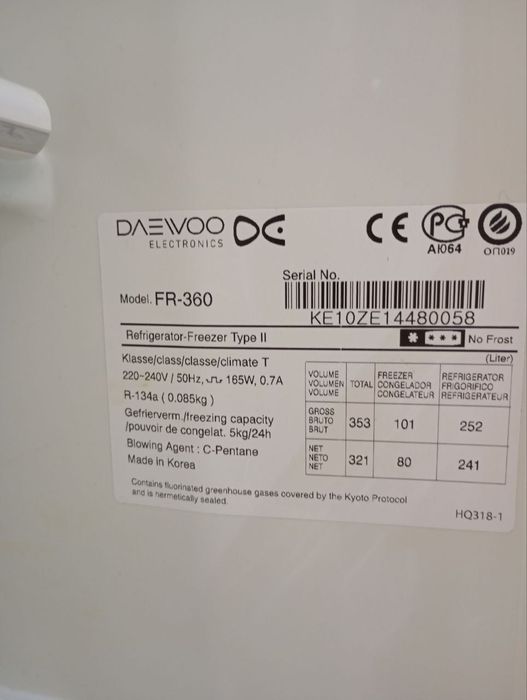 DAEWOO
ELECTRONICS
CE
РС
АЮ64
ОП019
Serial No.
Model. FR-360
KE10ZE14480058
Refrigerator-Freezer Type II
No Frost
(Liter)
Klasse/class/classe/climate T
220~240V / 50Hz, 165W, 0.7A
R-134a ( 0.085kg )
Gefrierverm./freezing capacity
/pouvoir de congelat. 5kg/24h
Blowing Agent : C-Pentane
Made in Korea
VOLUME VOLUMEN VOLUME TOTAL FREEZER CONGELADOR CONGELATEUR REFRIGERATOR FRIGORIFICO REFRIGERATEUR
GROSS BRUTO BRUT 353 101 252
NET NETO NET 321 80 241
Contains fluorinated greenhouse gases covered by the Kyoto Protocol
and is hermetically sealed.
HQ318-1